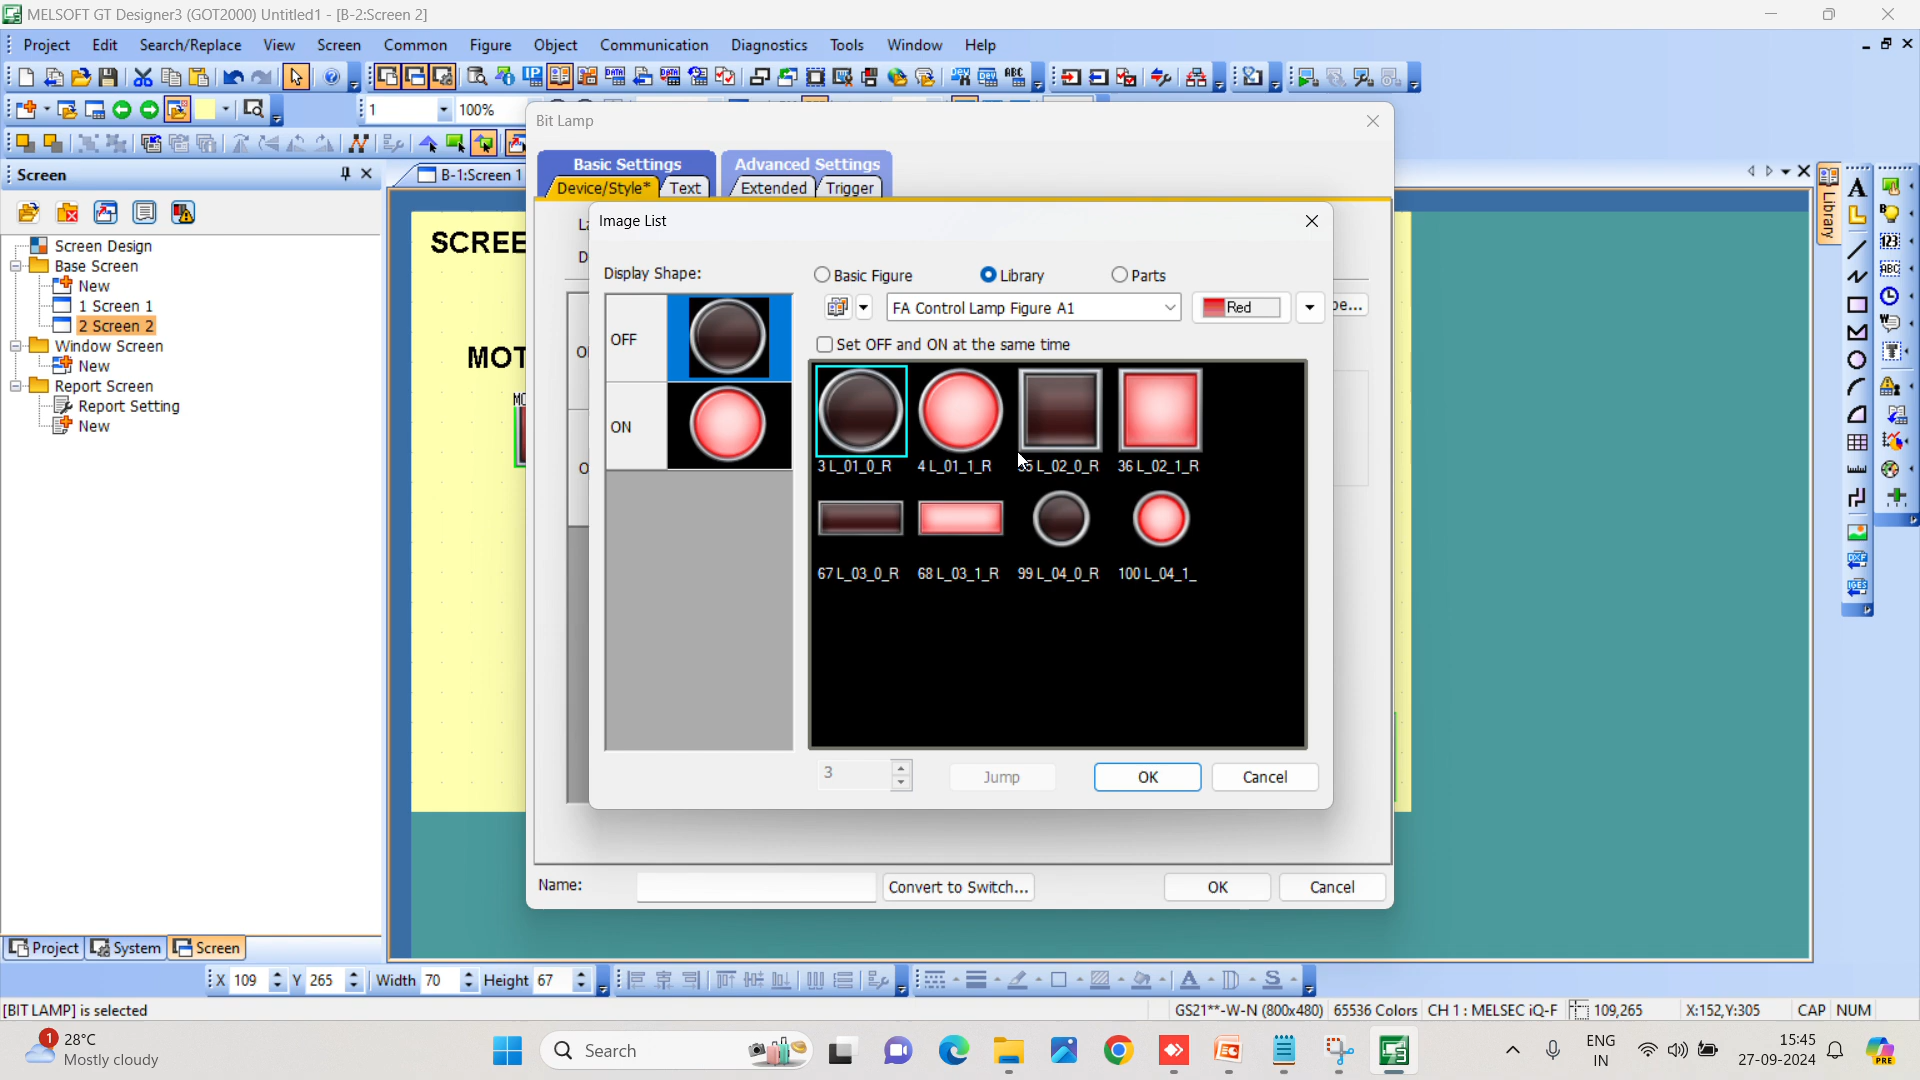 MELSOFT GT Designer3 (GOT2000) Untitled1 - [B-2:Screen 2]
Project Edit Search/Replace View Screen Common Figure Object Communication Diagnostics Tools Window Help
1 100%
Bit Lamp
Basic Settings Advanced Settings
Device/Style* Text Extended Trigger
Screen
B-1:Screen 1
Library
Screen Design
Base Screen
New
1 Screen 1
2 Screen 2
Window Screen
New
Report Screen
Report Setting
New
SCREE
MOT
Image List
Display Shape:
Basic Figure Library Parts
FA Control Lamp Figure A1 Red
Set OFF and ON at the same time
OFF
ON
3 L_01_0_R 4 L_01_1_R 35 L_02_0_R 36 L_02_1_R
67 L_03_0_R 68 L_03_1_R 99 L_04_0_R 100 L_04_1_
3 Jump OK Cancel
Name: Convert to Switch... OK Cancel
Project System Screen
X 109 Y 265 Width 70 Height 67
[BIT LAMP] is selected GS21**-W-N (800x480) 65536 Colors CH 1 : MELSEC iQ-F 109,265 X:152,Y:305 CAP NUM
1 28°C
Mostly cloudy
Search
ENG
IN
15:45
27-09-2024
PRE